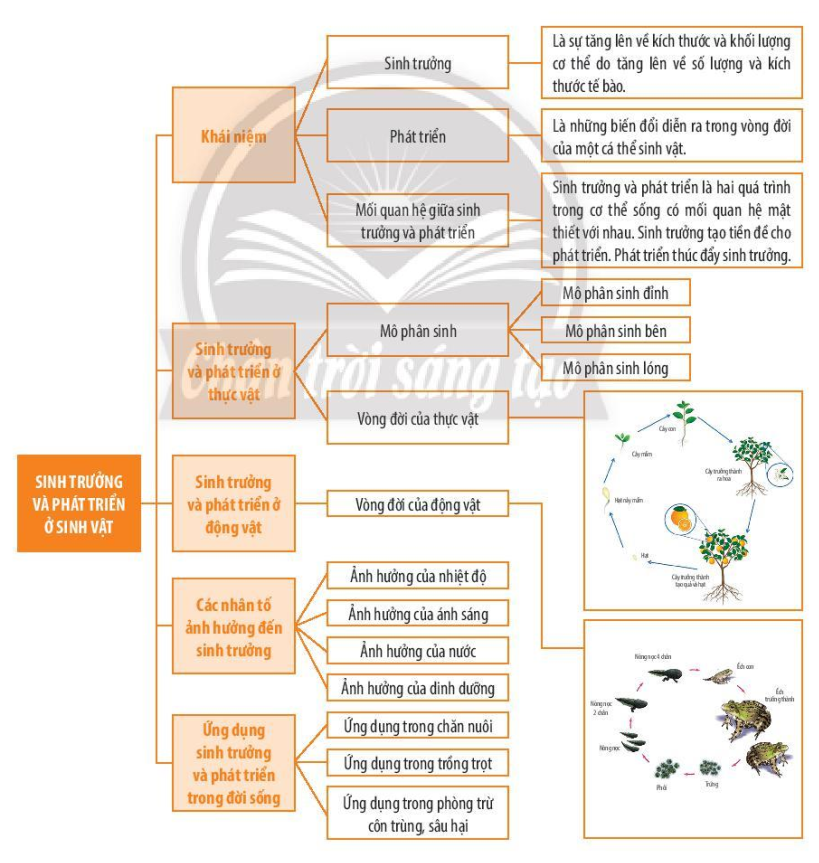 SINH TRƯỞNG
VÀ PHÁT TRIỂN
Ở SINH VẬT
Khái niệm
Sinh trưởng
Là sự tăng lên về kích thước và khối lượng
cơ thể do tăng lên về số lượng và kích
thước tế bào.
Phát triển
Là những biến đổi diễn ra trong vòng đời
của một cá thể sinh vật.
Mối quan hệ giữa sinh
trưởng và phát triển
Sinh trưởng và phát triển là hai quá trình
trong cơ thể sống có mối quan hệ mật
thiết với nhau. Sinh trưởng tạo tiền đề cho
phát triển. Phát triển thúc đẩy sinh trưởng.
Sinh trưởng
và phát triển ở
thực vật
Mô phân sinh
Mô phân sinh đỉnh
Mô phân sinh bên
Mô phân sinh lóng
Vòng đời của thực vật
Cây con
Cây mầm
Cây trưởng thành
ra hoa
Hạt nảy mầm
Hạt
Cây trưởng thành
tạo quả và hạt
Sinh trưởng
và phát triển ở
động vật
Vòng đời của động vật
Nòng nọc 4 chân
Ếch con
Ếch
trưởng thành
Nòng nọc
2 chân
Nòng nọc
Phôi
Trứng
Các nhân tố
ảnh hưởng đến
sinh trưởng
Ảnh hưởng của nhiệt độ
Ảnh hưởng của ánh sáng
Ảnh hưởng của nước
Ảnh hưởng của dinh dưỡng
Ứng dụng
sinh trưởng
và phát triển
trong đời sống
Ứng dụng trong chăn nuôi
Ứng dụng trong trồng trọt
Ứng dụng trong phòng trừ
côn trùng, sâu hại
Chân trời sáng tạo